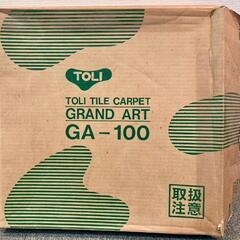 TOLI
TOLI TILE CARPET
GRAND ART
GA-100
取扱
注意